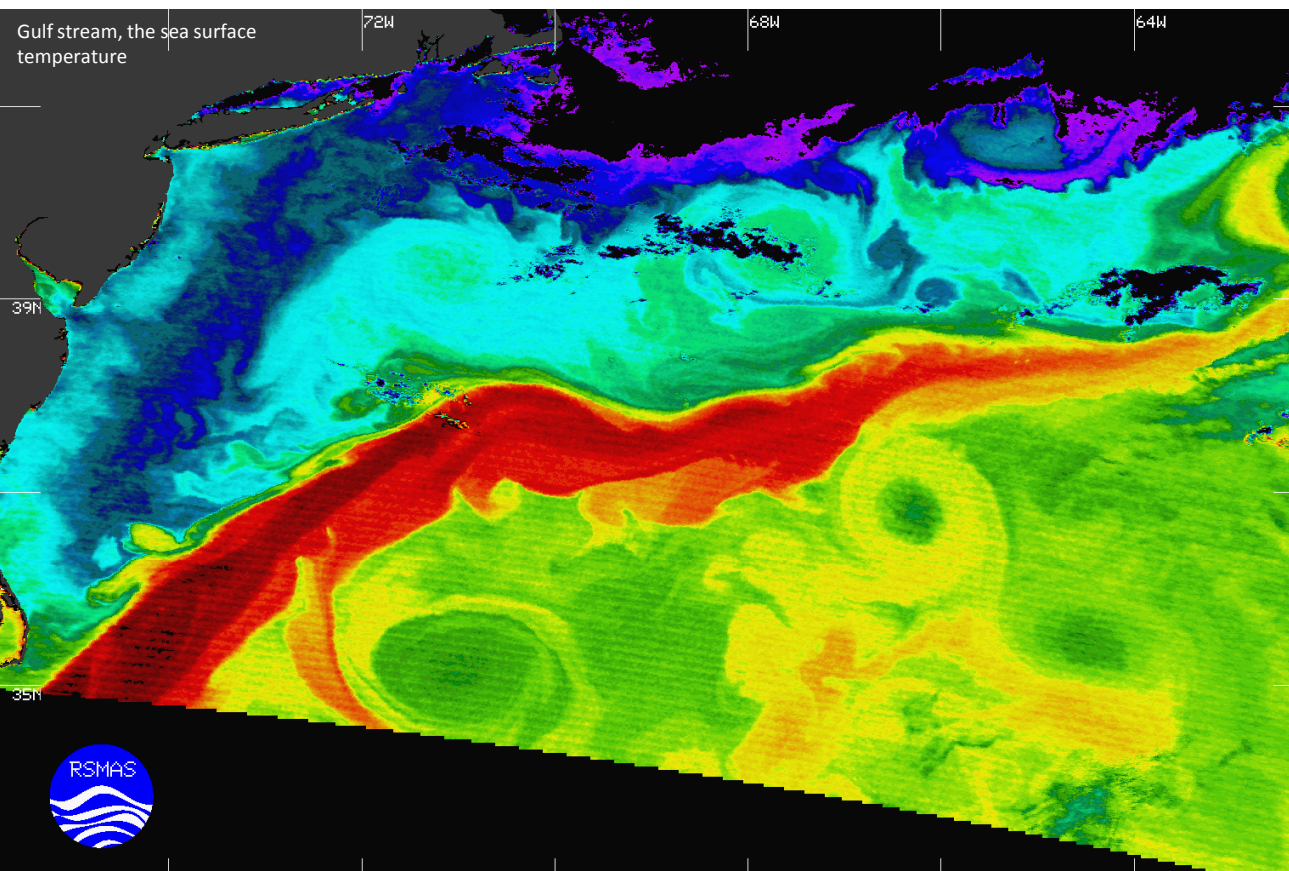 Gulf stream, the sea surface
temperature
72W
68W
64W
39N
35N
RSMAS